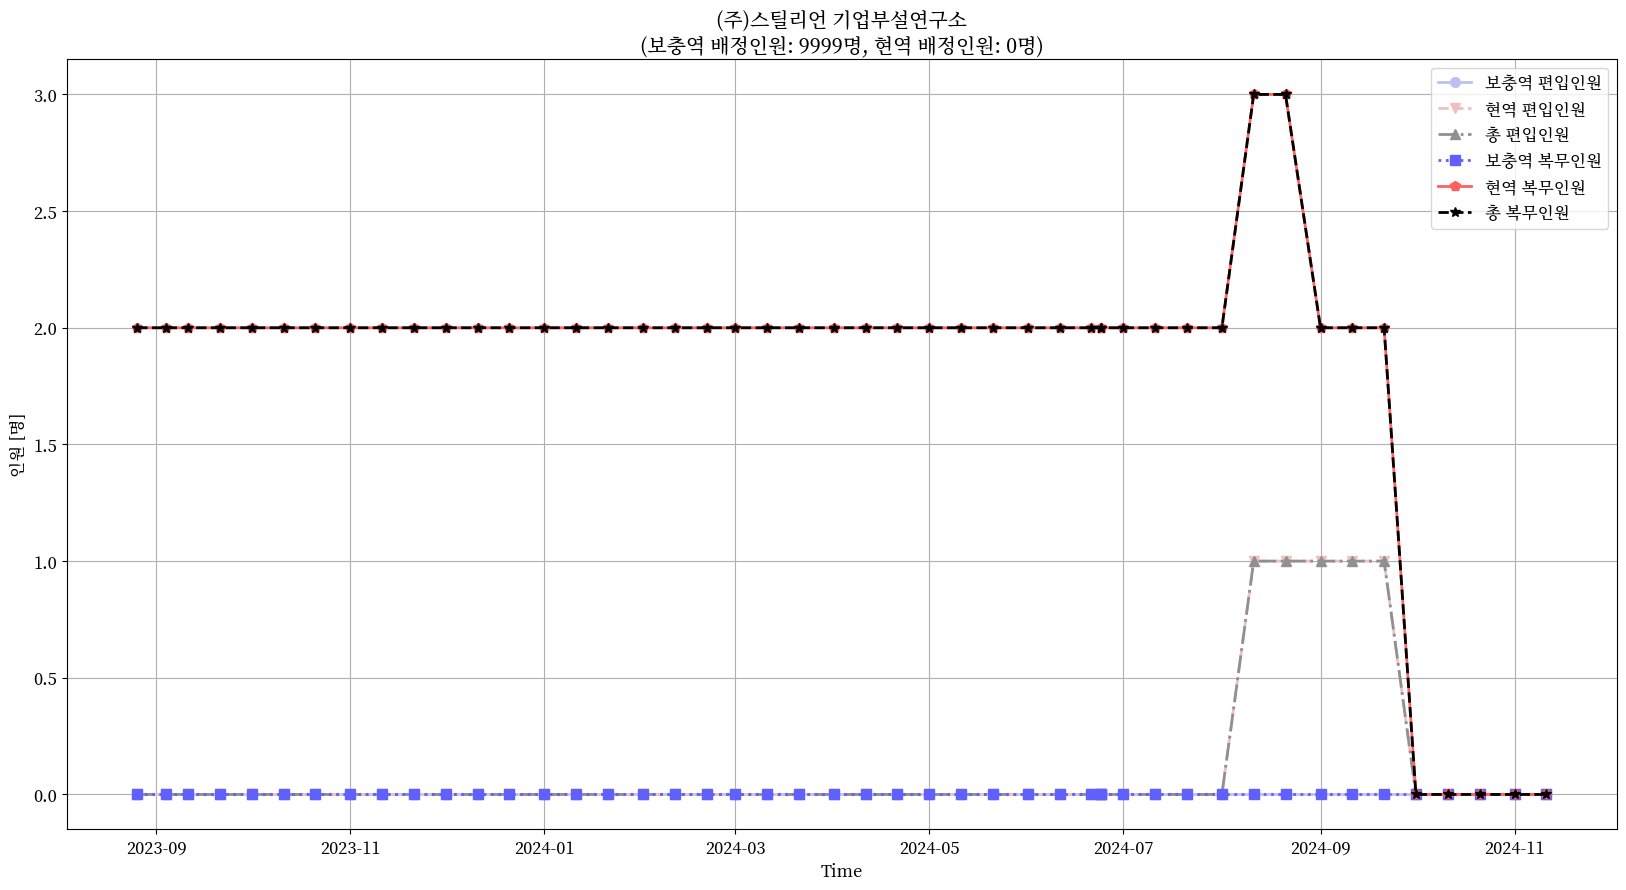 (주)스틸리언 기업부설연구소
(보충역 배정인원: 9999명, 현역 배정인원: 0명)
보충역 편입인원
현역 편입인원
총 편입인원
보충역 복무인원
현역 복무인원
총 복무인원
3.0
2.5
2.0
1.5
1.0
0.5
0.0
인원 [명]
2023-09
2023-11
2024-01
2024-03
2024-05
2024-07
2024-09
2024-11
Time